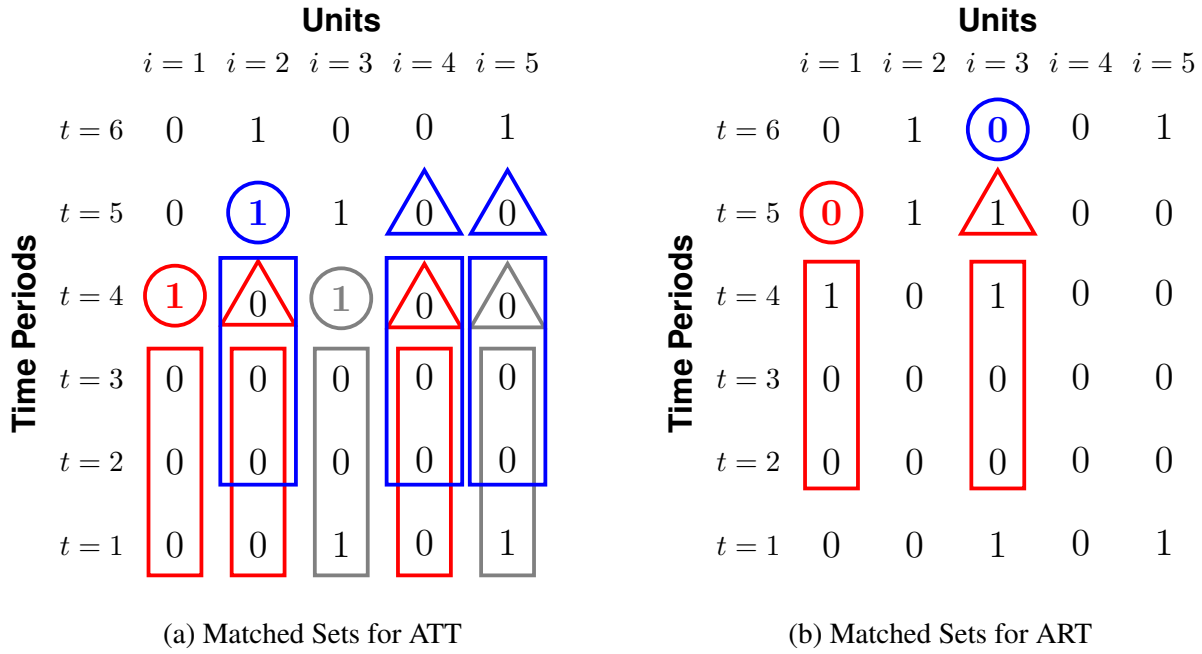 Units
i = 1 i = 2 i = 3 i = 4 i = 5
t = 6 0 1 0 0 1
t = 5 0 1 1 0 0
t = 4 1 0 1 0 0
t = 3 0 0 0 0 0
t = 2 0 0 0 0 0
t = 1 0 0 1 0 1
Time Periods
(a) Matched Sets for ATT
Units
i = 1 i = 2 i = 3 i = 4 i = 5
t = 6 0 1 0 0 1
t = 5 0 1 1 0 0
t = 4 1 0 1 0 0
t = 3 0 0 0 0 0
t = 2 0 0 0 0 0
t = 1 0 0 1 0 1
Time Periods
(b) Matched Sets for ART